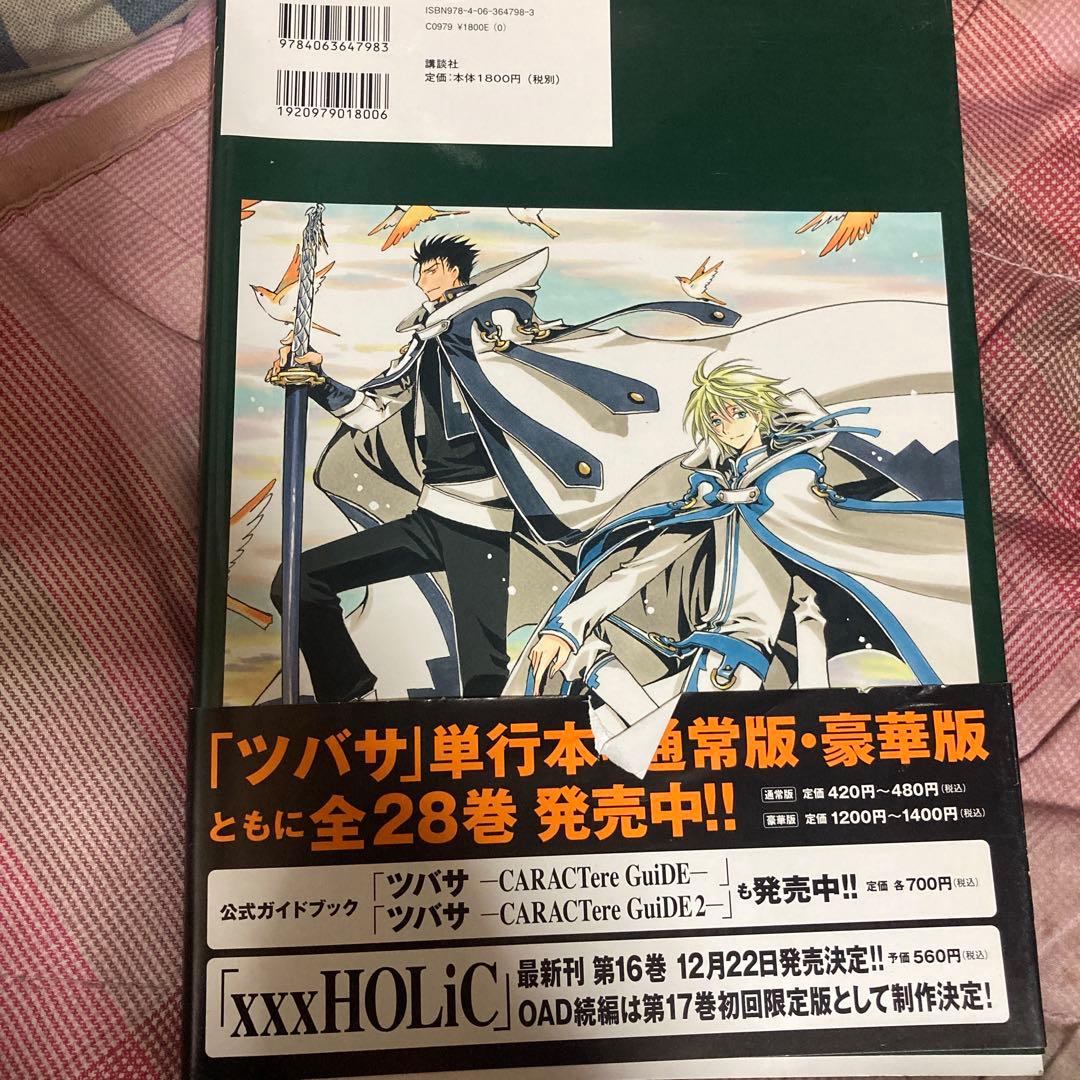 ISBN978-4-06-364798-3
C0979 ¥1800E (0)
9784063647983
講談社
定価:本体1800円(税別)
1920979018006
「ツバサ」単行本 通常版・豪華版
ともに全28巻 発売中!!
通常版 定価 420円〜480円(税込)
豪華版 定価 1200円〜1400円(税込)
公式ガイドブック
「ツバサ —CARACTere GuiDE— 」
「ツバサ —CARACTere GuiDE 2—」
も発売中!! 定価 各700円(税込)
「xxxHOLiC」
最新刊 第16巻 12月22日発売決定!! 予価 560円(税込)
OAD続編は第17巻初回限定版として制作決定!